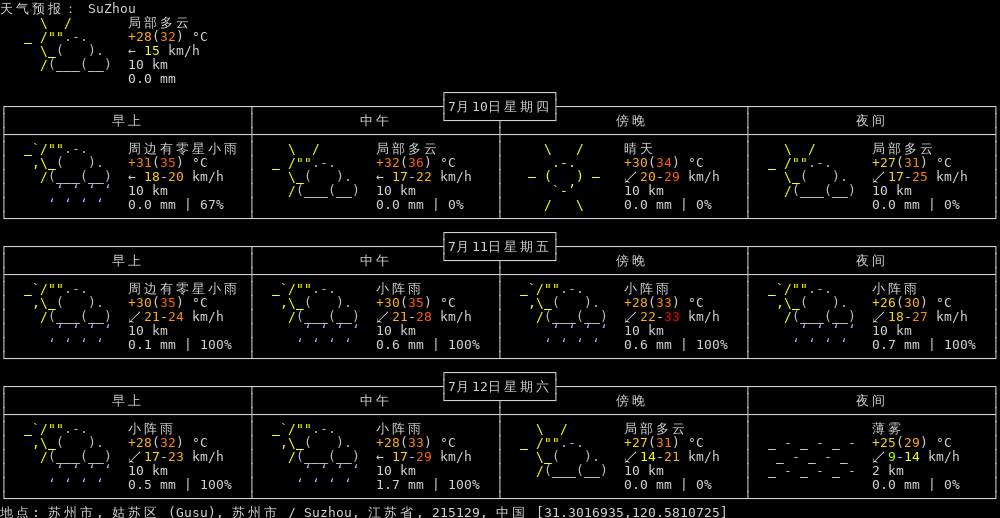 天气预报: SuZhou
局部多云
+28(32) °C
← 15 km/h
10 km
0.0 mm
7月10日星期四
早上 中午 傍晚 夜间
周边有零星小雨 局部多云 晴天 局部多云
+31(35) °C +32(36) °C +30(34) °C +27(31) °C
← 18-20 km/h ← 17-22 km/h ↙ 20-29 km/h ↙ 17-25 km/h
10 km 10 km 10 km 10 km
0.0 mm | 67% 0.0 mm | 0% 0.0 mm | 0% 0.0 mm | 0%
7月11日星期五
早上 中午 傍晚 夜间
周边有零星小雨 小阵雨 小阵雨 小阵雨
+30(35) °C +30(35) °C +28(33) °C +26(30) °C
↙ 21-24 km/h ↙ 21-28 km/h ↙ 22-33 km/h ↙ 18-27 km/h
10 km 10 km 10 km 10 km
0.1 mm | 100% 0.6 mm | 100% 0.6 mm | 100% 0.7 mm | 100%
7月12日星期六
早上 中午 傍晚 夜间
小阵雨 小阵雨 局部多云 薄雾
+28(32) °C +28(33) °C +27(31) °C +25(29) °C
↙ 17-23 km/h ← 17-29 km/h ↙ 14-21 km/h ↙ 9-14 km/h
10 km 10 km 10 km 2 km
0.5 mm | 100% 1.7 mm | 100% 0.0 mm | 0% 0.0 mm | 0%
地点: 苏州市, 姑苏区 (Gusu), 苏州市 / Suzhou, 江苏省, 215129, 中国 [31.3016935,120.5810725]